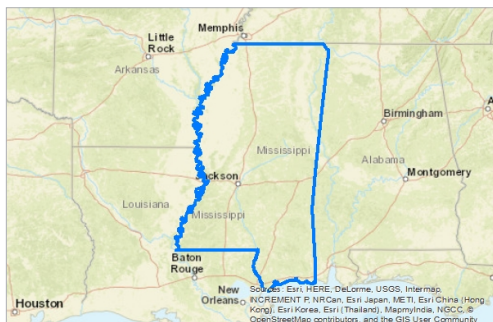 Memphis
Little
Rock
Arkansas
Birmingham
Mississippi
Alabama
Jackson
Montgomery
Louisiana
Mississippi
Baton
Rouge
New
Orleans
Houston
Sources: Esri, HERE, DeLorme, USGS, Intermap,
INCREMENT P, NRCan, Esri Japan, METI, Esri China (Hong
Kong), Esri Korea, Esri (Thailand), MapmyIndia, NGCC, ©
OpenStreetMap contributors, and the GIS User Community